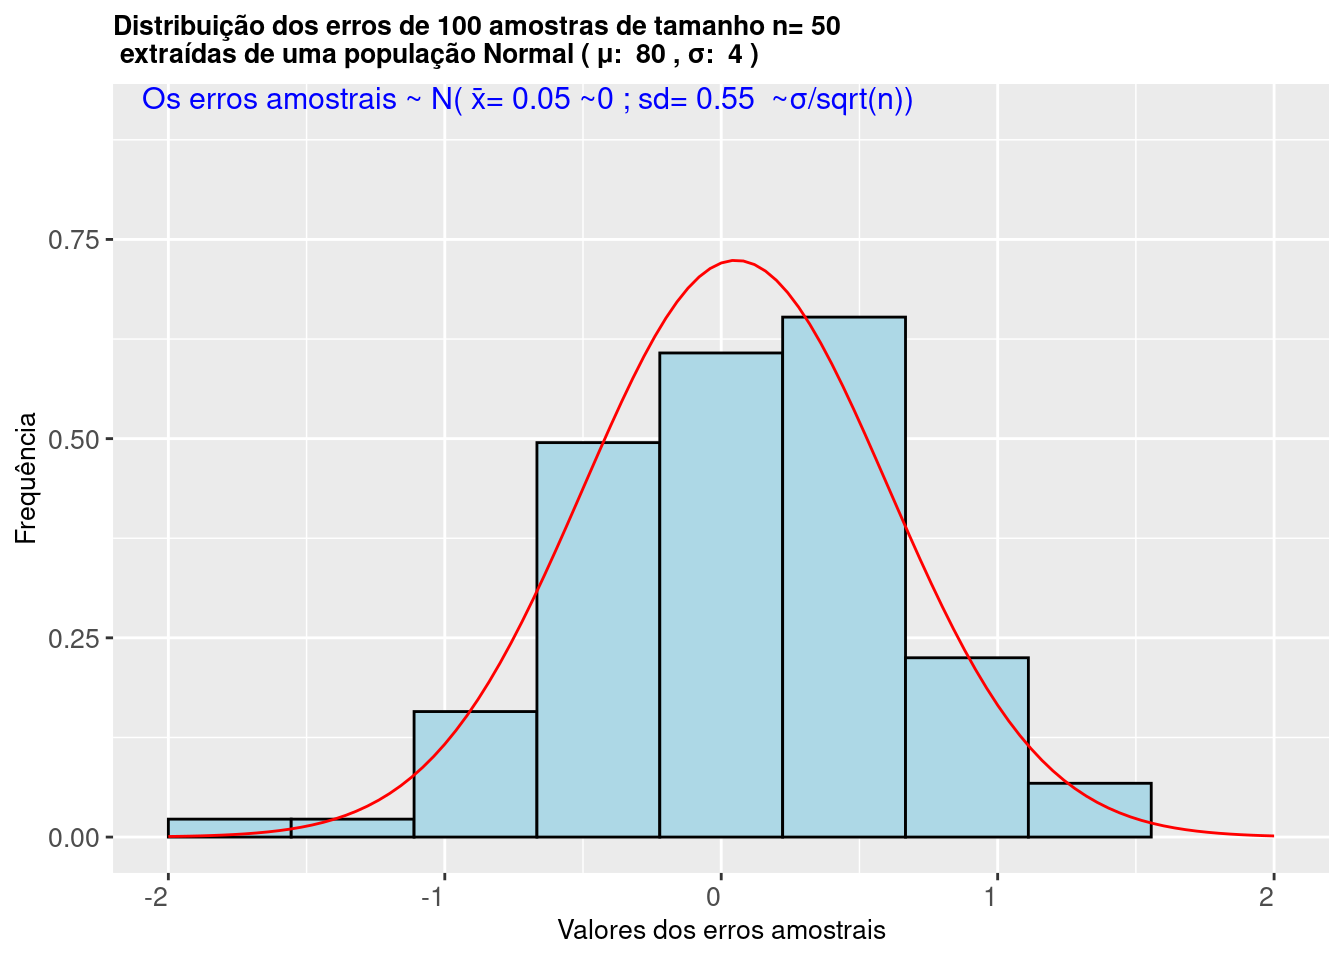 Distribuição dos erros de 100 amostras de tamanho n= 50
extraídas de uma população Normal ( μ:  80 , σ:  4 )
Os erros amostrais ~ N( x̄= 0.05 ~0 ; sd= 0.55  ~σ/sqrt(n))
0.75
0.50
0.25
0.00
Frequência
-2
-1
0
1
2
Valores dos erros amostrais